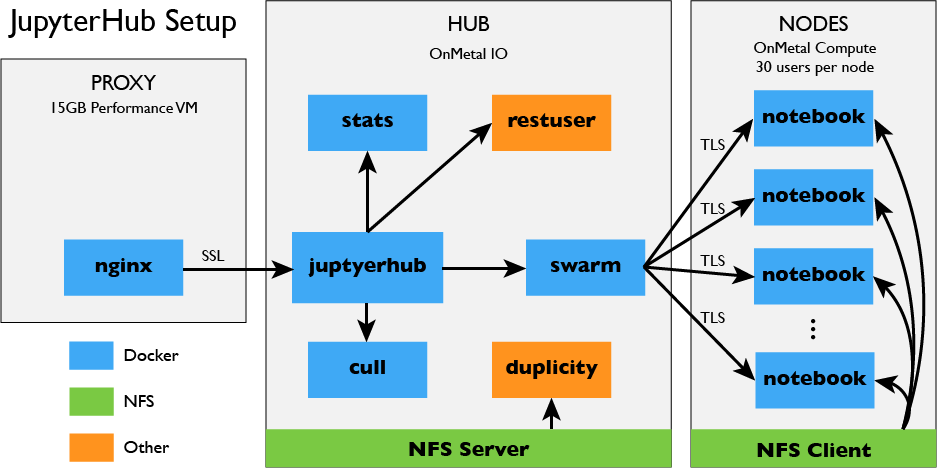 JupyterHub Setup
PROXY
15GB Performance VM
nginx
SSL
Docker
NFS
Other
HUB
OnMetal IO
stats
restuser
juptyerhub
swarm
cull
duplicity
NFS Server
NODES
OnMetal Compute
30 users per node
TLS
notebook
TLS
notebook
TLS
notebook
...
TLS
notebook
NFS Client